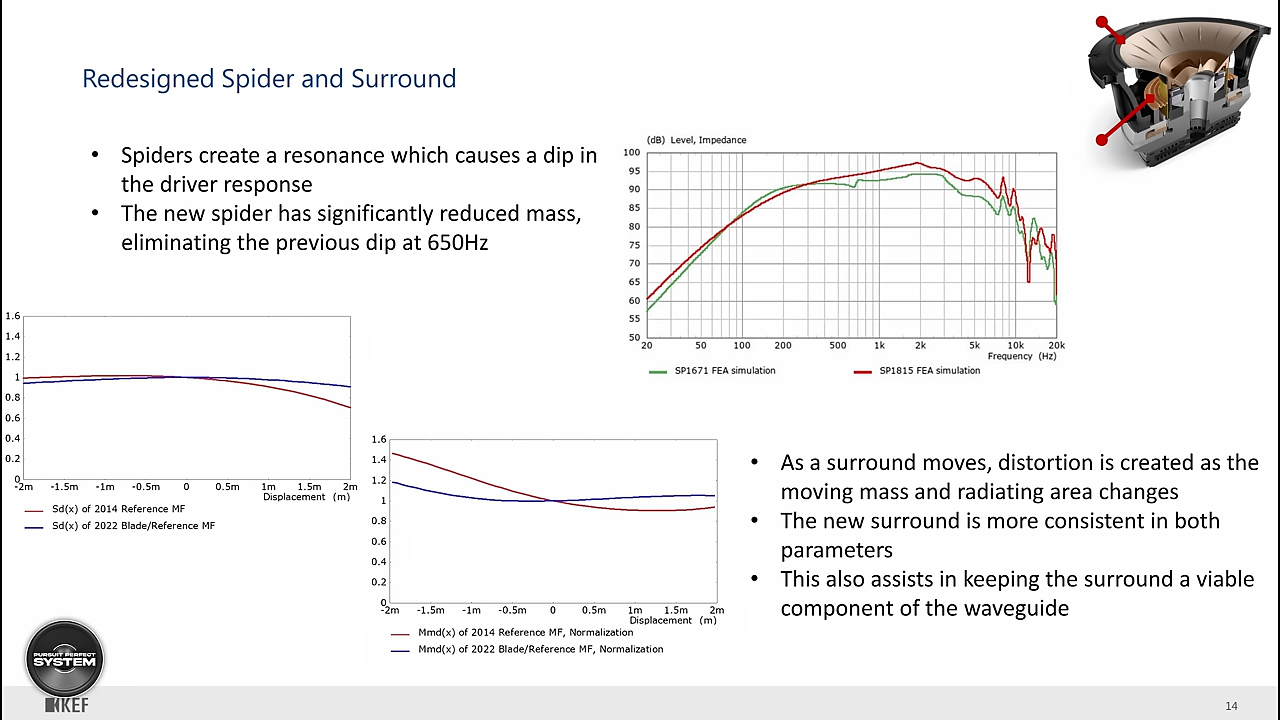 Redesigned Spider and Surround
• Spiders create a resonance which causes a dip in
the driver response
• The new spider has significantly reduced mass,
eliminating the previous dip at 650Hz
(dB) Level, Impedance
100
95
90
85
80
75
70
65
60
55
50
20 50 100 200 500 1k 2k 5k 10k 20k
Frequency (Hz)
SP1671 FEA simulation SP1815 FEA simulation
1.6
1.4
1.2
1
0.8
0.6
0.4
0.2
0
-2m -1.5m -1m -0.5m 0 0.5m 1m 1.5m 2m
Displacement (m)
Sd(x) of 2014 Reference MF
Sd(x) of 2022 Blade/Reference MF
1.6
1.4
1.2
1
0.8
0.6
0.4
0.2
0
-2m -1.5m -1m -0.5m 0 0.5m 1m 1.5m 2m
Displacement (m)
Mmd(x) of 2014 Reference MF, Normalization
Mmd(x) of 2022 Blade/Reference MF, Normalization
• As a surround moves, distortion is created as the
moving mass and radiating area changes
• The new surround is more consistent in both
parameters
• This also assists in keeping the surround a viable
component of the waveguide
PURSUIT PERFECT
SYSTEM
KEF
14